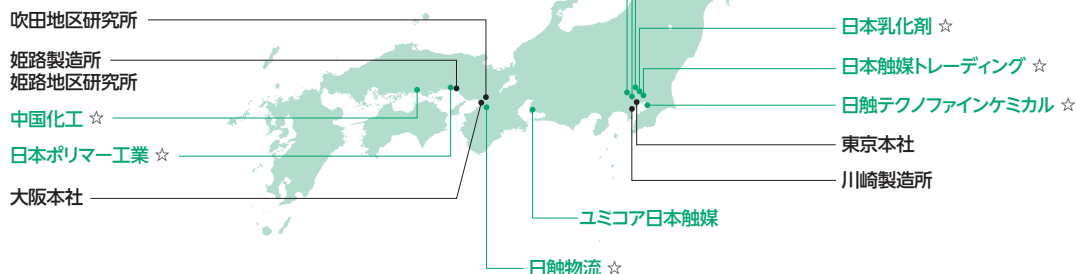 吹田地区研究所
姫路製造所
姫路地区研究所
中国化工 ☆
日本ポリマー工業 ☆
大阪本社
日本乳化剤 ☆
日本触媒トレーディング ☆
日触テクノファインケミカル ☆
東京本社
川崎製造所
ユミコア日本触媒
日触物流 ☆